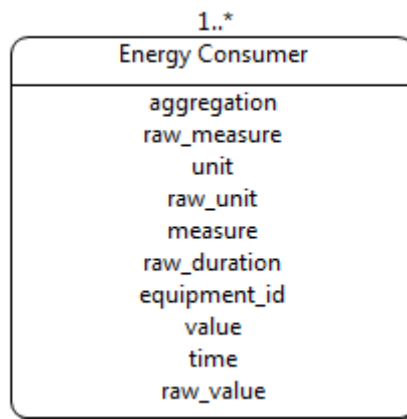 1..*
Energy Consumer
aggregation
raw_measure
unit
raw_unit
measure
raw_duration
equipment_id
value
time
raw_value